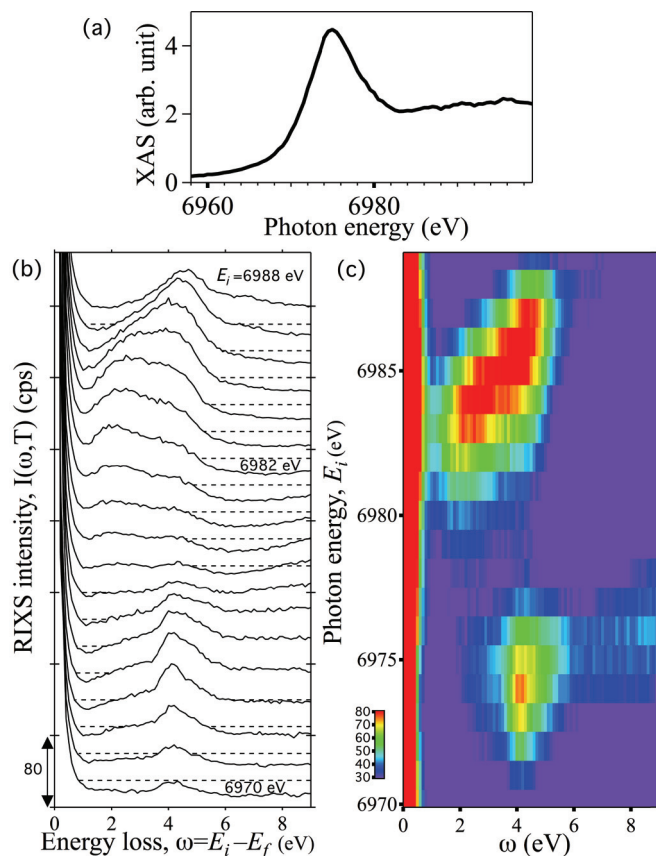 (a)
XAS (arb. unit)
4
2
0
6960
6980
Photon energy (eV)
(b)
RIXS intensity, I(ω,T) (cps)
E_i =6988 eV
6982 eV
6970 eV
80
0
2
4
6
8
Energy loss, ω=E_i−E_f (eV)
(c)
Photon energy, E_i (eV)
6985
6980
6975
6970
80
70
60
50
40
30
0
2
4
6
8
ω (eV)